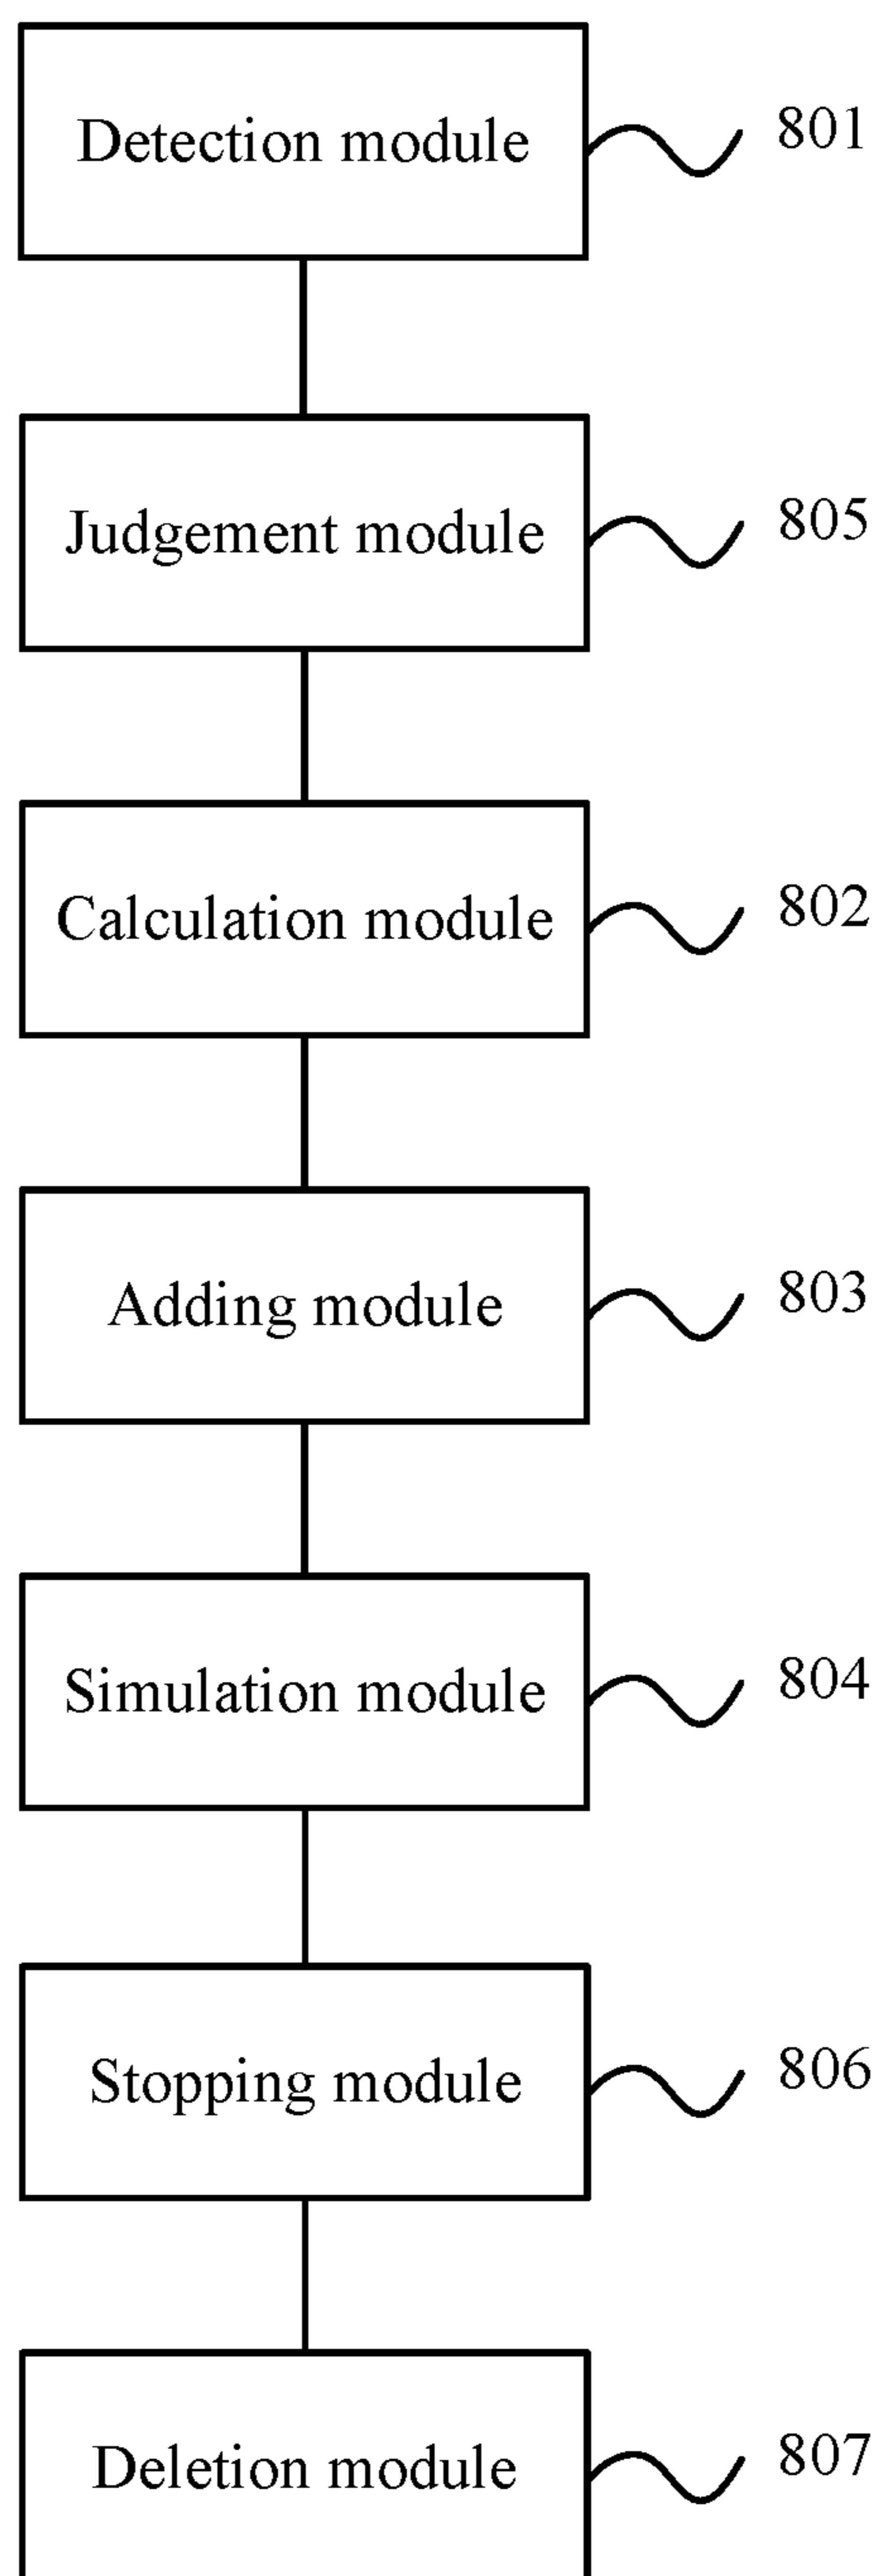 Detection module 801
Judgement module 805
Calculation module 802
Adding module 803
Simulation module 804
Stopping module 806
Deletion module 807